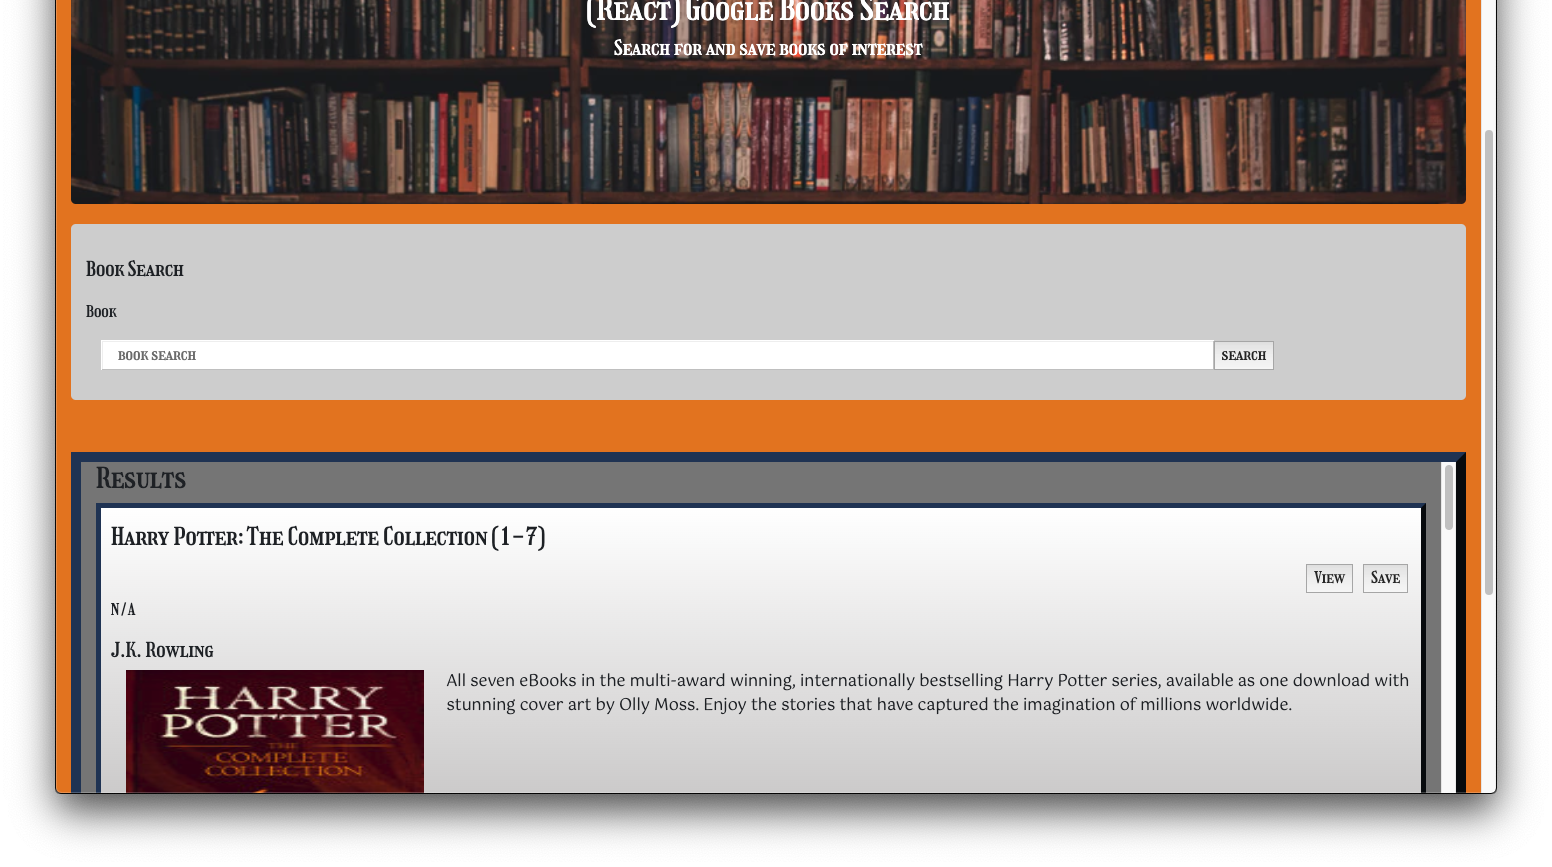 (React) Google Books Search
Search for and save books of interest
Book Search
Book
BOOK SEARCH
SEARCH
Results
Harry Potter: The Complete Collection (1-7)
View Save
N/A
J.K. Rowling
HARRY
POTTER
THE
COMPLETE
COLLECTION
All seven eBooks in the multi-award winning, internationally bestselling Harry Potter series, available as one download with
stunning cover art by Olly Moss. Enjoy the stories that have captured the imagination of millions worldwide.